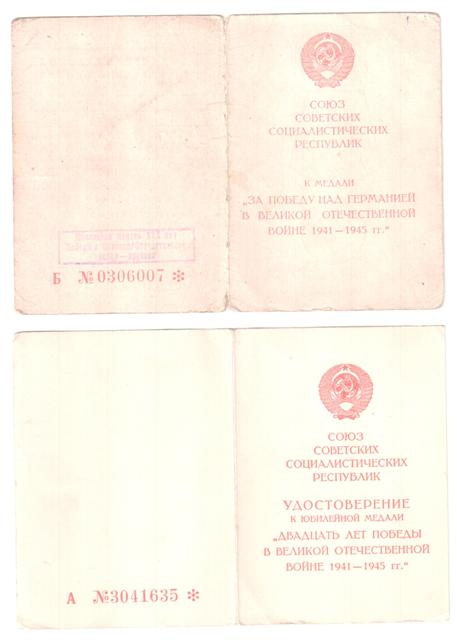 СОЮЗ
СОВЕТСКИХ
СОЦИАЛИСТИЧЕСКИХ
РЕСПУБЛИК
К МЕДАЛИ
„ЗА ПОБЕДУ НАД ГЕРМАНИЕЙ
В ВЕЛИКОЙ ОТЕЧЕСТВЕННОЙ
ВОЙНЕ 1941—1945 гг.“
Б №0306007 ✻
СОЮЗ
СОВЕТСКИХ
СОЦИАЛИСТИЧЕСКИХ
РЕСПУБЛИК
УДОСТОВЕРЕНИЕ
К ЮБИЛЕЙНОЙ МЕДАЛИ
„ДВАДЦАТЬ ЛЕТ ПОБЕДЫ
В ВЕЛИКОЙ ОТЕЧЕСТВЕННОЙ
ВОЙНЕ 1941—1945 гг.“
А №3041635 ✻